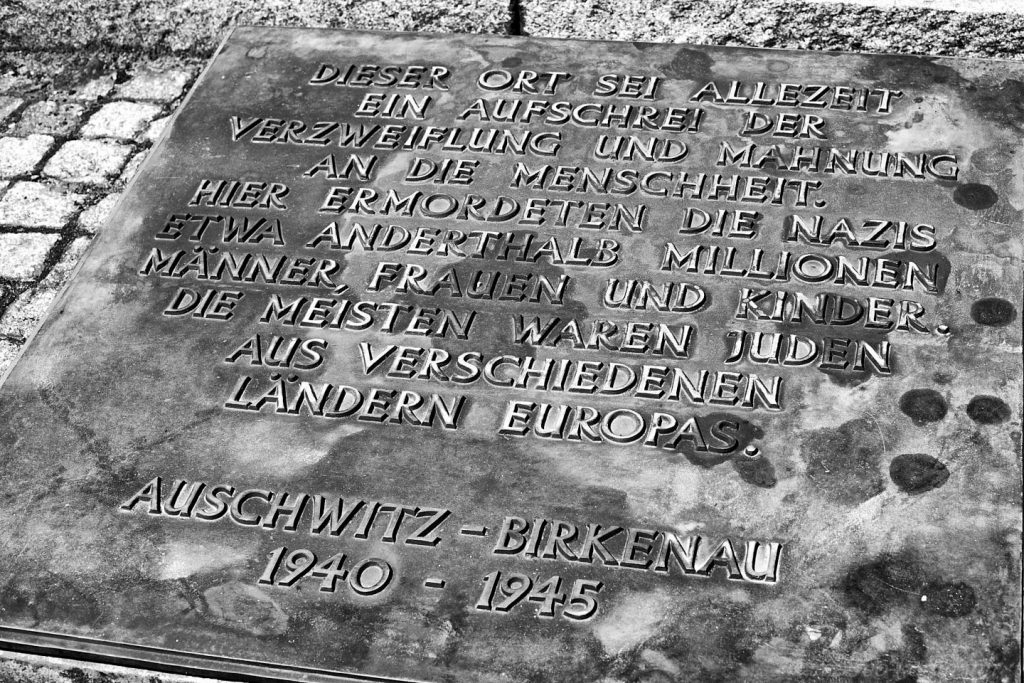 DIESER ORT SEI ALLEZEIT
EIN AUFSCHREI DER
VERZWEIFLUNG UND MAHNUNG
AN DIE MENSCHHEIT.
HIER ERMORDETEN DIE NAZIS
ETWA ANDERTHALB MILLIONEN
MÄNNER, FRAUEN UND KINDER.
DIE MEISTEN WAREN JUDEN
AUS VERSCHIEDENEN
LÄNDERN EUROPAS.
AUSCHWITZ - BIRKENAU
1940 - 1945